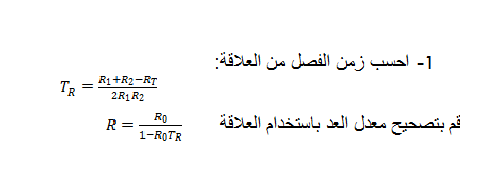 1- احسب زمن الفصل من العلاقة:
T_R = (R_1+R_2-R_T)/(2R_1R_2)
قم بتصحيح معدل العد باستخدام العلاقة R = R_0/(1-R_0T_R)